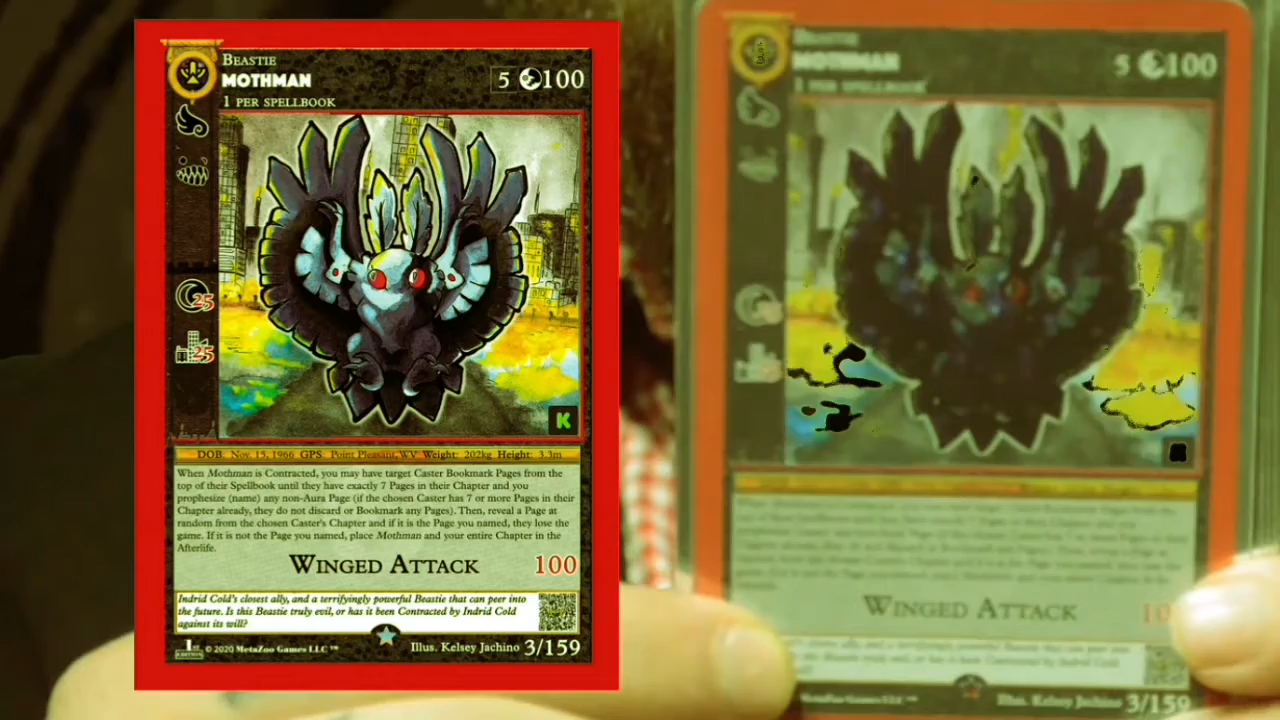 BEASTIE
MOTHMAN
5 100
1 PER SPELLBOOK
25
25
K
DOB: Nov. 15, 1966 GPS: Point Pleasant, WV Weight: 202kg Height: 3.3m
When Mothman is Contracted, you may have target Caster Bookmark Pages from the
top of their Spellbook until they have exactly 7 Pages in their Chapter and you
prophesize (name) any non-Aura Page (if the chosen Caster has 7 or more Pages in their
Chapter already, they do not discard or Bookmark any Pages). Then, reveal a Page at
random from the chosen Caster's Chapter and if it is the Page you named, they lose the
game. If it is not the Page you named, place Mothman and your entire Chapter in the
Afterlife.
WINGED ATTACK 100
Indrid Cold's closest ally, and a terrifyingly powerful Beastie that can peer into
the future. Is this Beastie truly evil, or has it been Contracted by Indrid Cold
against its will?
1st EDITION © 2020 MetaZoo Games LLC™ Illus. Kelsey Jachino 3/159
BEASTIE
MOTHMAN
5 100
1 PER SPELLBOOK
WINGED ATTACK 10
MetaZoo Games LLC™ Illus. Kelsey Jachino 3/159